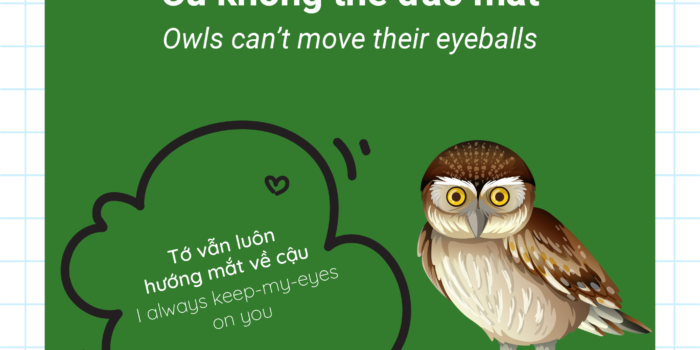 Owls can't move their eyeballs
Tớ vẫn luôn
hướng mắt về cậu
I always keep-my-eyes
on you